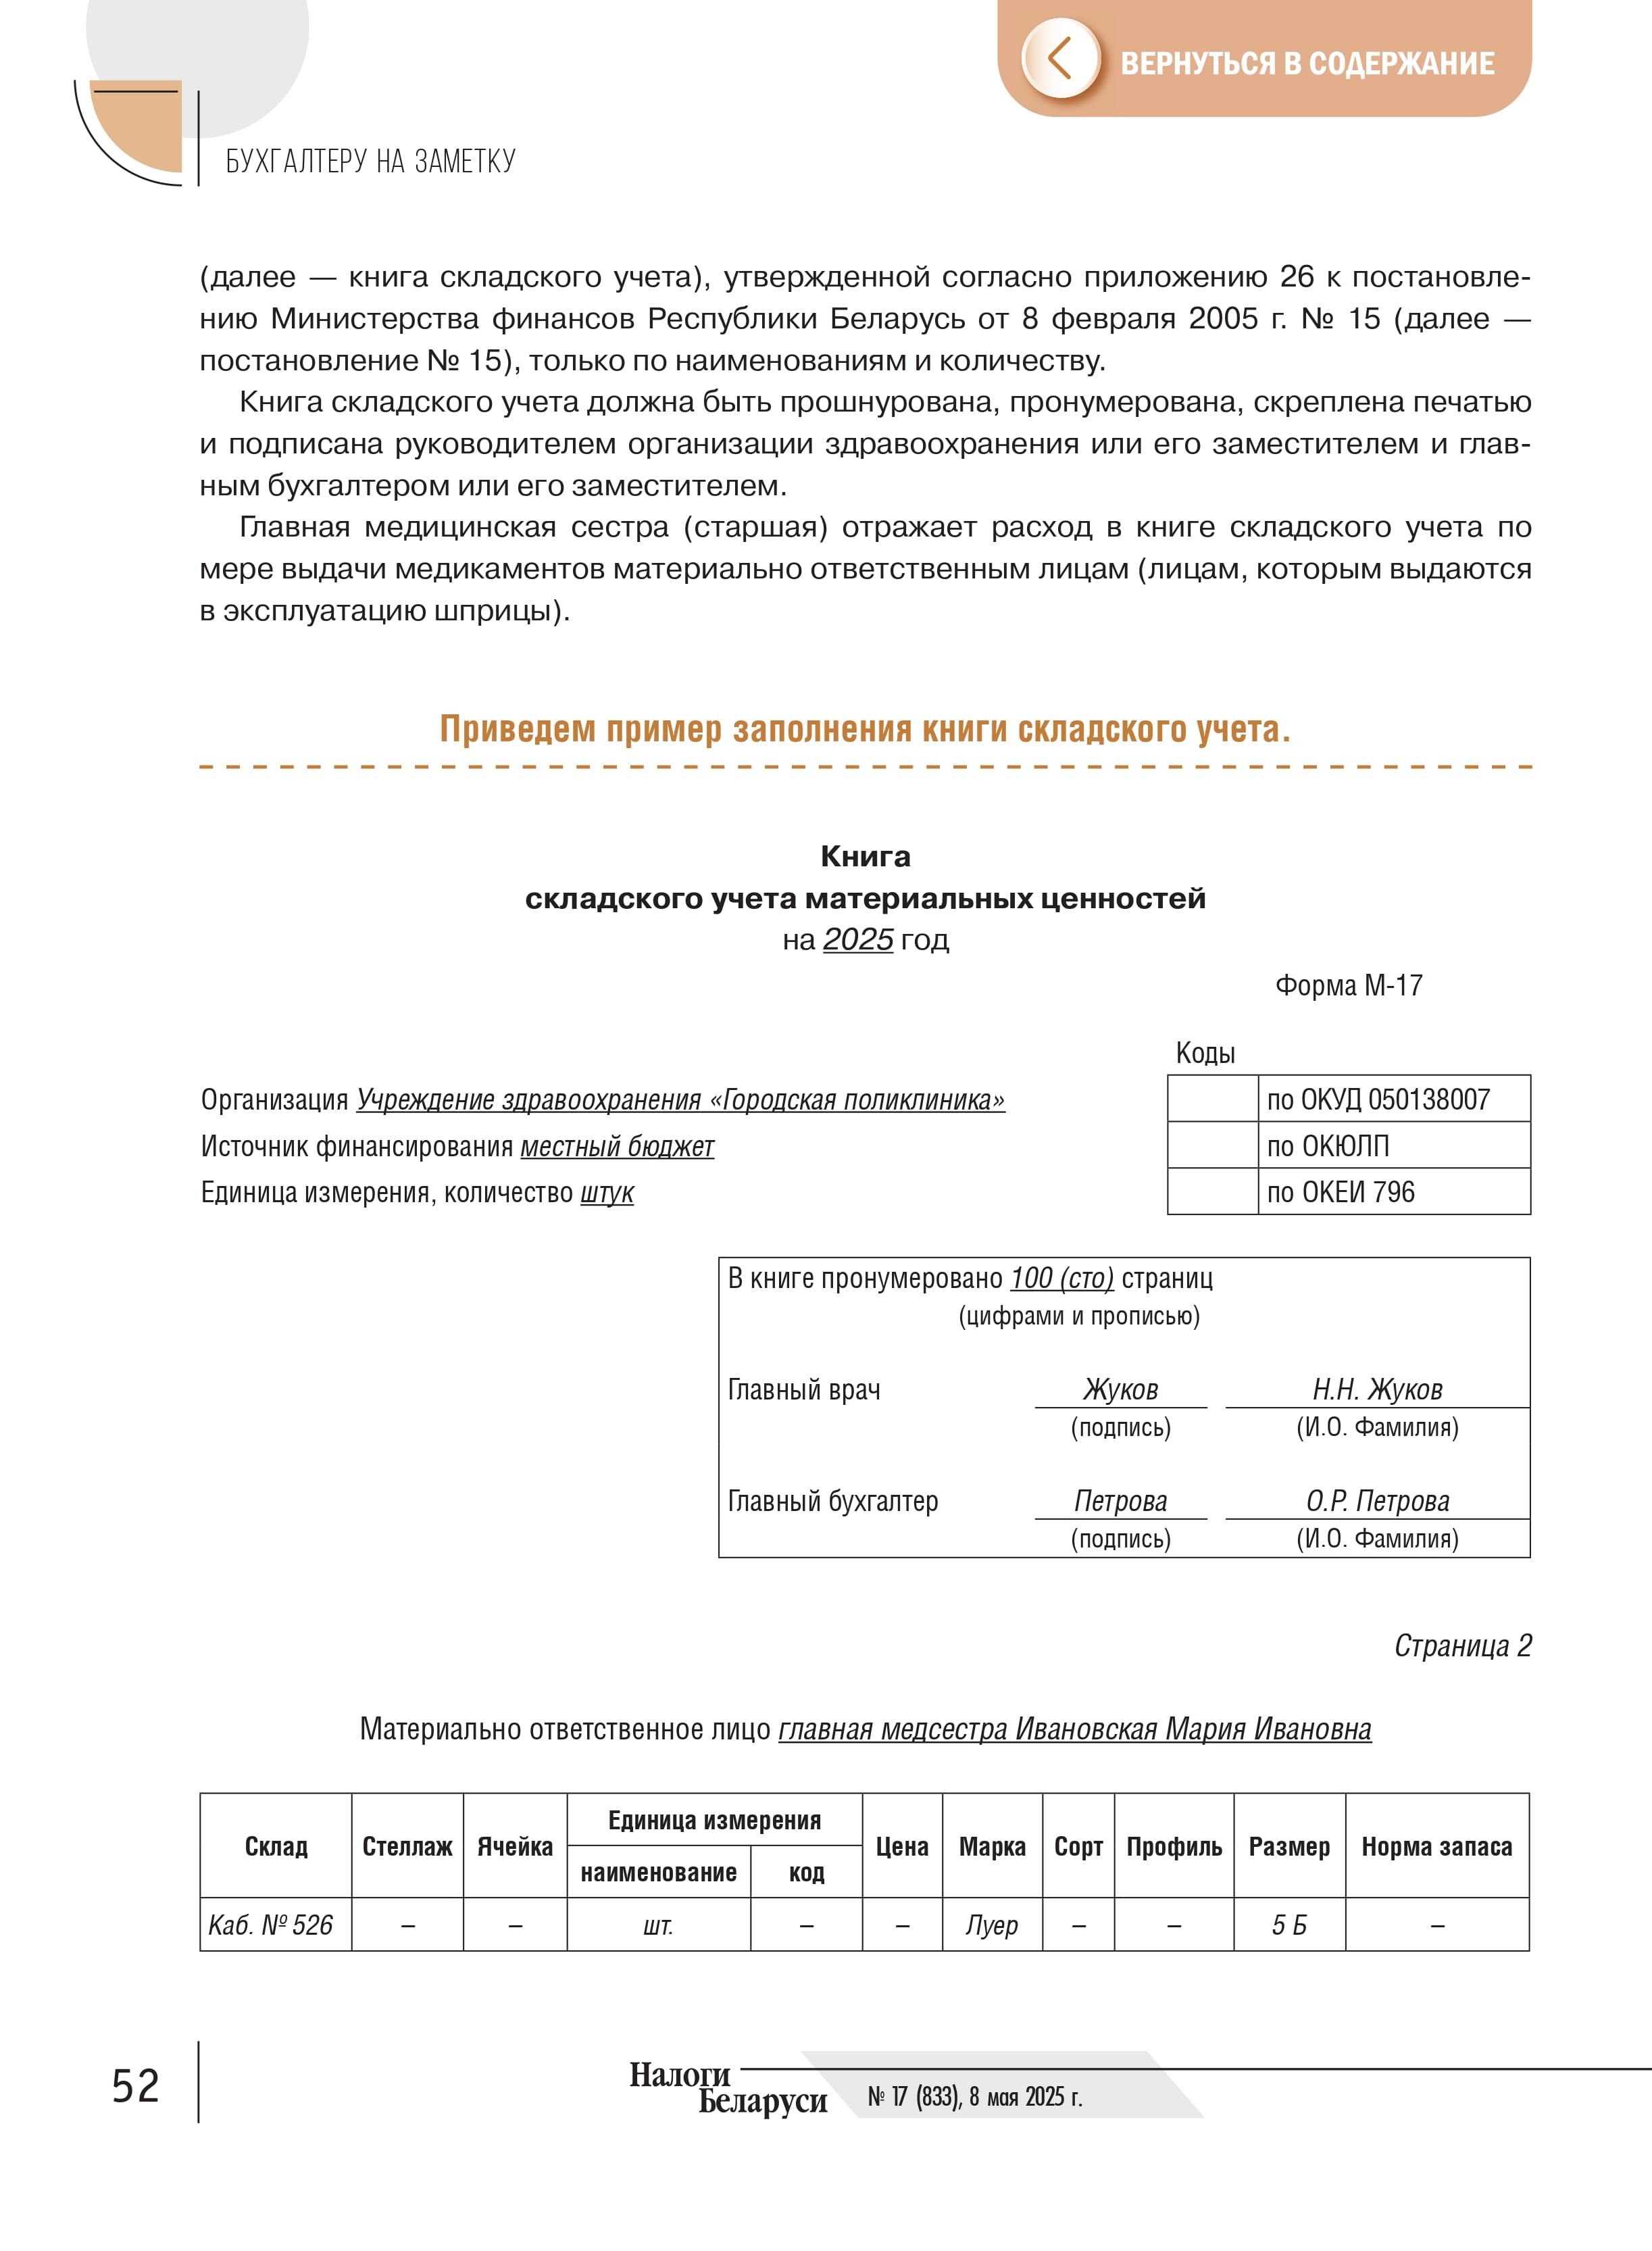 ВЕРНУТЬСЯ В СОДЕРЖАНИЕ
БУХГАЛТЕРУ НА ЗАМЕТКУ
(далее — книга складского учета), утвержденной согласно приложению 26 к постановле-
нию Министерства финансов Республики Беларусь от 8 февраля 2005 г. № 15 (далее —
постановление № 15), только по наименованиям и количеству.
Книга складского учета должна быть прошнурована, пронумерована, скреплена печатью
и подписана руководителем организации здравоохранения или его заместителем и глав-
ным бухгалтером или его заместителем.
Главная медицинская сестра (старшая) отражает расход в книге складского учета по
мере выдачи медикаментов материально ответственным лицам (лицам, которым выдаются
в эксплуатацию шприцы).
Приведем пример заполнения книги складского учета.
Книга
складского учета материальных ценностей
на 2025 год
Форма М-17
Коды
Организация Учреждение здравоохранения «Городская поликлиника»
по ОКУД 050138007
Источник финансирования местный бюджет
по ОКЮЛП
Единица измерения, количество штук
по ОКЕИ 796
В книге пронумеровано 100 (сто) страниц
(цифрами и прописью)
Главный врач Жуков Н.Н. Жуков
(подпись) (И.О. Фамилия)
Главный бухгалтер Петрова О.Р. Петрова
(подпись) (И.О. Фамилия)
Страница 2
Материально ответственное лицо главная медсестра Ивановская Мария Ивановна
Склад Стеллаж Ячейка Единица измерения Цена Марка Сорт Профиль Размер Норма запаса
наименование код
Каб. № 526 – – шт. – – Луер – – 5 Б –
52
Налоги
Беларуси
№ 17 (833), 8 мая 2025 г.